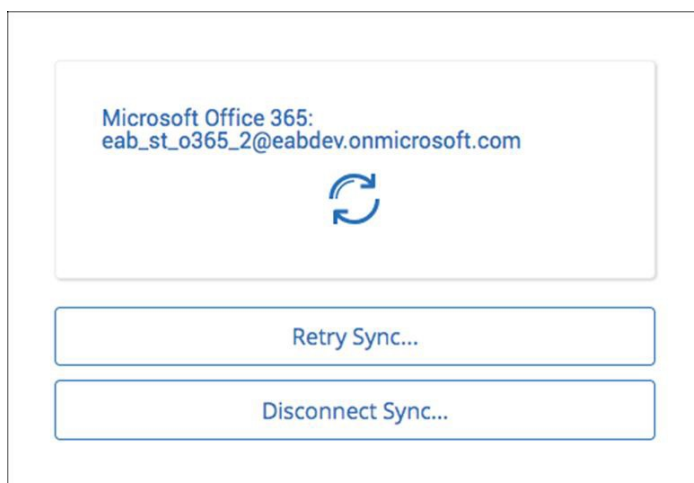 Microsoft Office 365:
eab_st_o365_2@eabdev.onmicrosoft.com
Retry Sync...
Disconnect Sync...